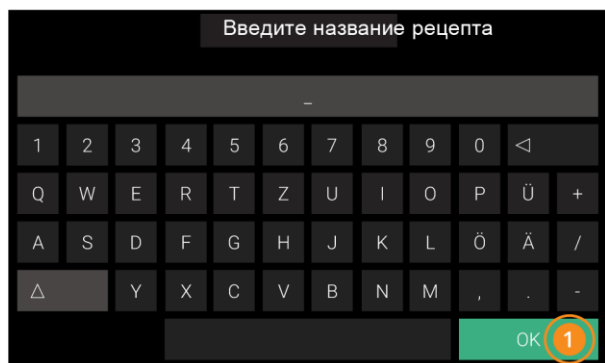 Введите название рецепта
_
1 2 3 4 5 6 7 8 9 0 ◁
Q W E R T Z U I O P Ü +
A S D F G H J K L Ö Ä /
△ Y X C V B N M , . -
OK 1